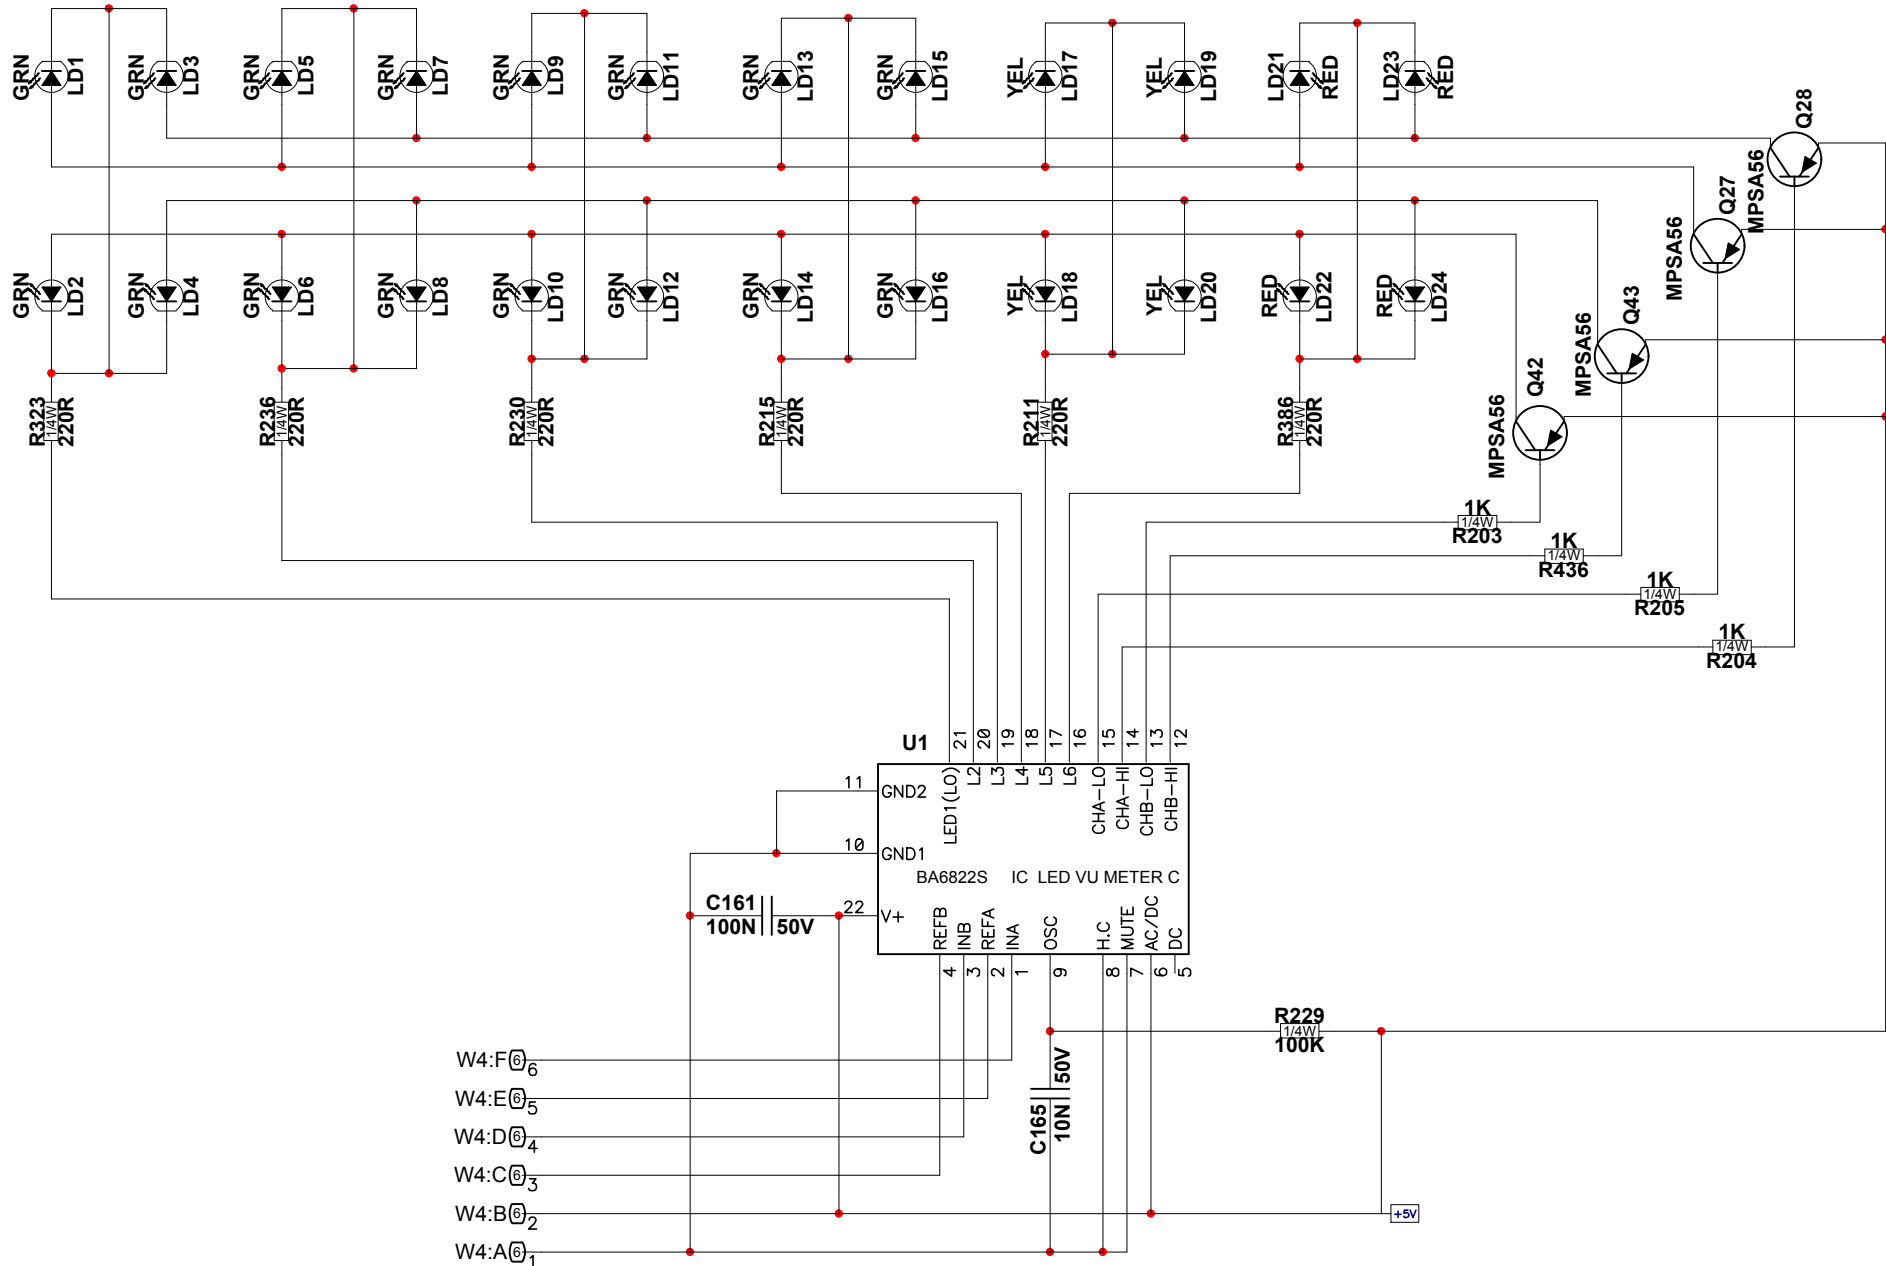 GRN LD1
GRN LD3
GRN LD5
GRN LD7
GRN LD9
GRN LD11
GRN LD13
GRN LD15
YEL LD17
YEL LD19
LD21 RED
LD23 RED
Q28
MPSA56
Q27
MPSA56
Q43
MPSA56
Q42
MPSA56
GRN LD2
GRN LD4
GRN LD6
GRN LD8
GRN LD10
GRN LD12
GRN LD14
GRN LD16
YEL LD18
YEL LD20
RED LD22
RED LD24
R323 1/4W 220R
R236 1/4W 220R
R230 1/4W 220R
R215 1/4W 220R
R211 1/4W 220R
R386 1/4W 220R
1K
1/4W
R203
1K
1/4W
R436
1K
1/4W
R205
1K
1/4W
R204
U1
21 20 19 18 17 16 15 14 13 12
LED1(LO) L2 L3 L4 L5 L6 CHA-LO CHA-HI CHB-LO CHB-HI
11 GND2
10 GND1
BA6822S IC LED VU METER C
C161
100N 50V
22 V+
REFB INB REFA INA OSC H.C MUTE AC/DC DC
4 3 2 1 9 8 7 6 5
R229
1/4W
100K
C165 10N 50V
W4:F 6 6
W4:E 6 5
W4:D 6 4
W4:C 6 3
W4:B 6 2
+5V
W4:A 6 1